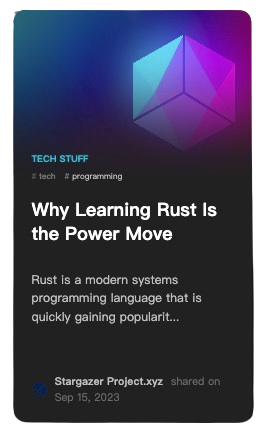 TECH STUFF
# tech # programming
Why Learning Rust Is
the Power Move
Rust is a modern systems
programming language that is
quickly gaining popularit...
Stargazer Project.xyz shared on
Sep 15, 2023